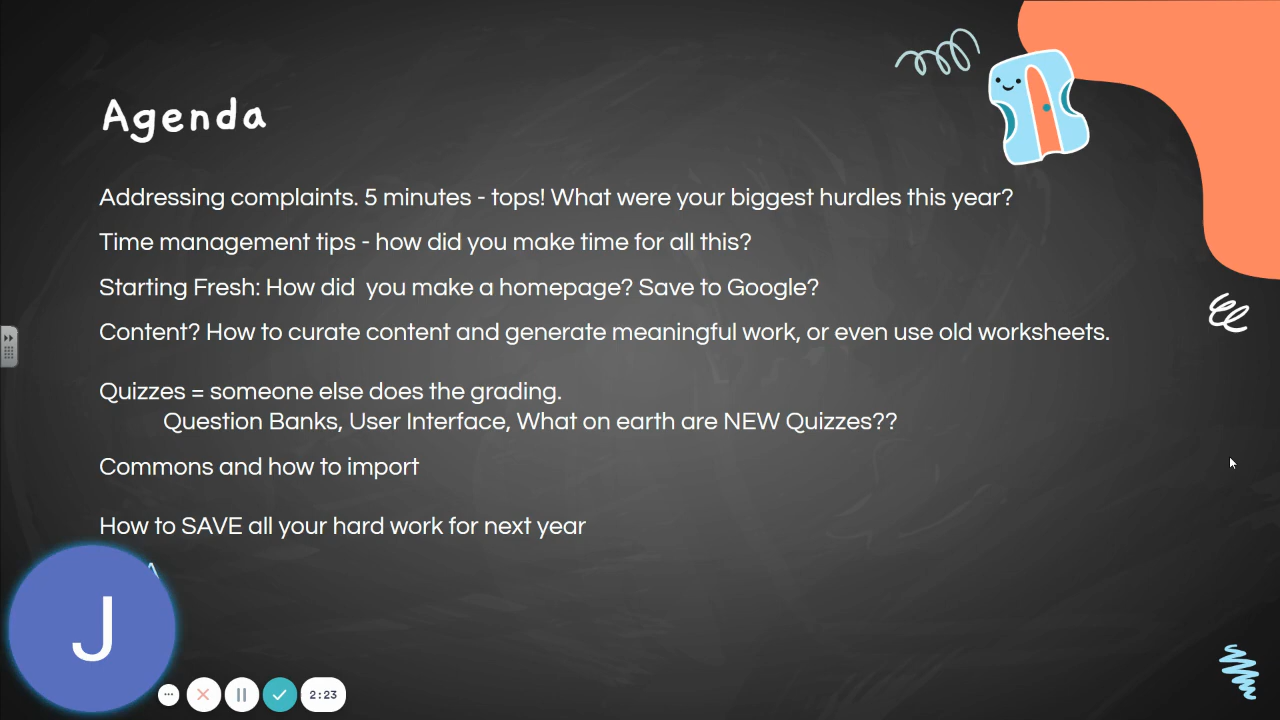 Agenda
Addressing complaints. 5 minutes - tops! What were your biggest hurdles this year?
Time management tips - how did you make time for all this?
Starting Fresh: How did  you make a homepage? Save to Google?
Content? How to curate content and generate meaningful work, or even use old worksheets.
Quizzes = someone else does the grading.
Question Banks, User Interface, What on earth are NEW Quizzes??
Commons and how to import
How to SAVE all your hard work for next year
J
2:23